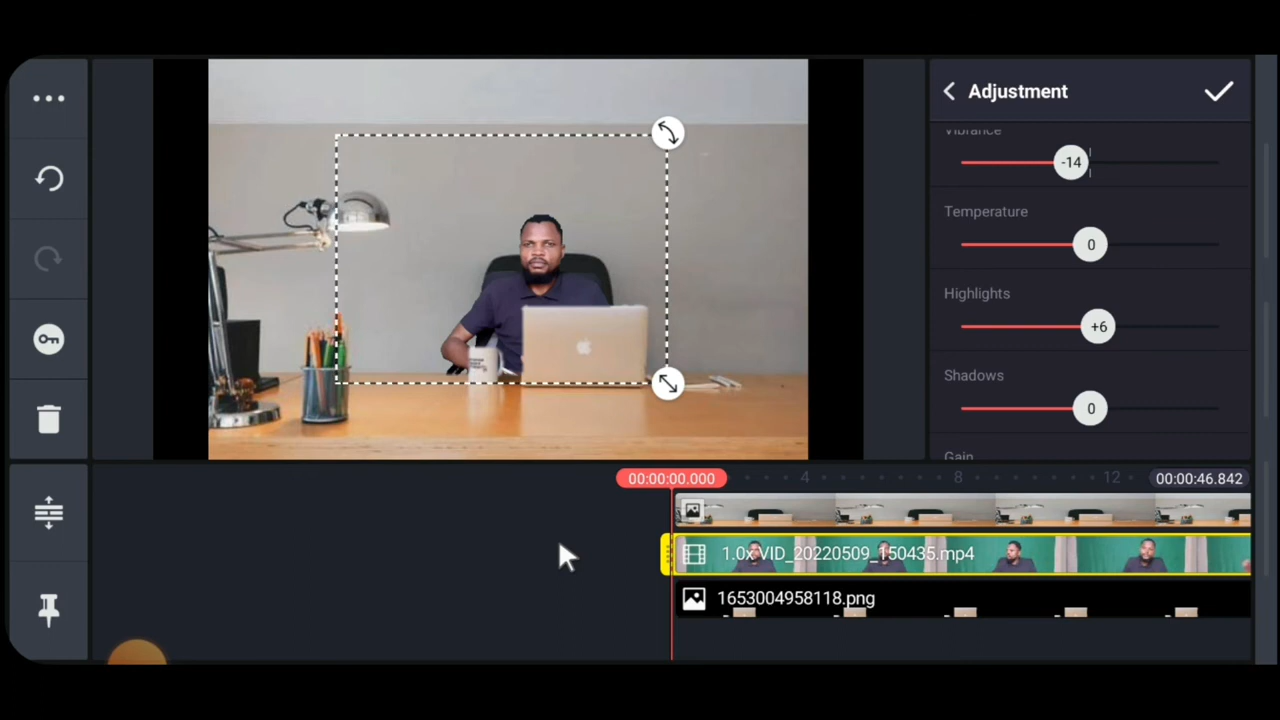 Adjustment
Vibrance
-14
Temperature
0
Highlights
+6
Shadows
0
Gain
00:00:00.000
4
8
12
00:00:46.842
1.0x VID_20220509_150435.mp4
1653004958118.png